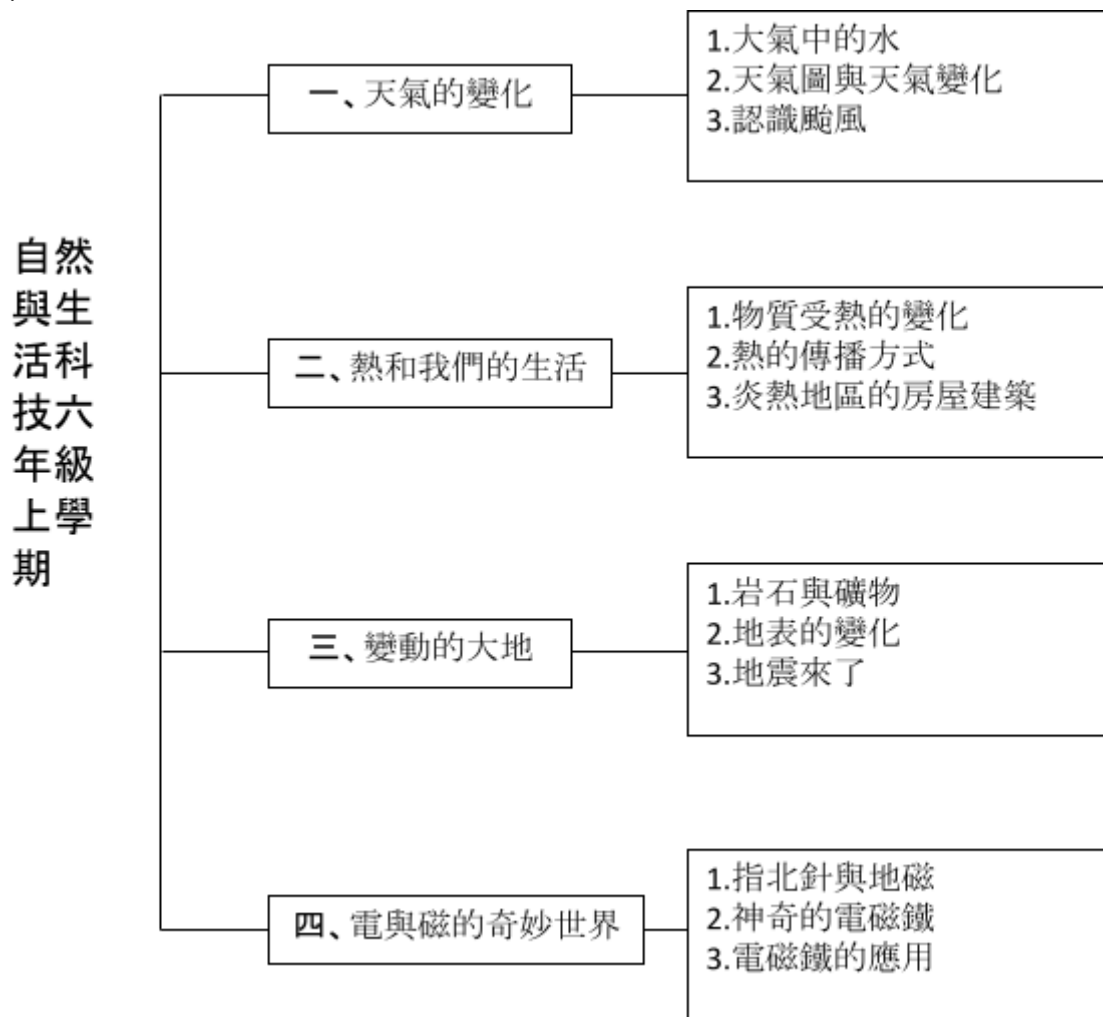 自然
與生
活科
技六
年級
上學
期
一、天氣的變化
1.大氣中的水
2.天氣圖與天氣變化
3.認識颱風
二、熱和我們的生活
1.物質受熱的變化
2.熱的傳播方式
3.炎熱地區的房屋建築
三、變動的大地
1.岩石與礦物
2.地表的變化
3.地震來了
四、電與磁的奇妙世界
1.指北針與地磁
2.神奇的電磁鐵
3.電磁鐵的應用